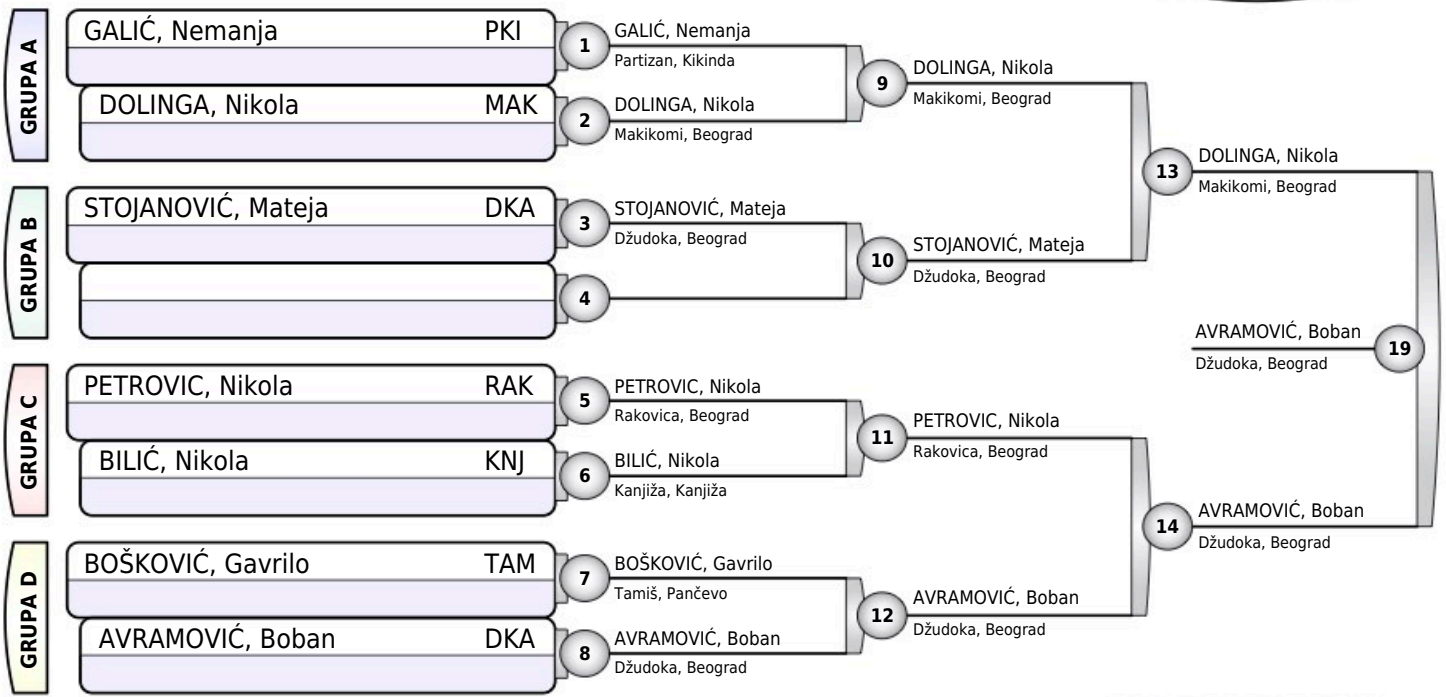 GRUPA A
GALIĆ, Nemanja PKI
DOLINGA, Nikola MAK
GRUPA B
STOJANOVIĆ, Mateja DKA
GRUPA C
PETROVIC, Nikola RAK
BILIĆ, Nikola KNJ
GRUPA D
BOŠKOVIĆ, Gavrilo TAM
AVRAMOVIĆ, Boban DKA
1
GALIĆ, Nemanja
Partizan, Kikinda
2
DOLINGA, Nikola
Makikomi, Beograd
3
STOJANOVIĆ, Mateja
Džudoka, Beograd
4
5
PETROVIC, Nikola
Rakovica, Beograd
6
BILIĆ, Nikola
Kanjiža, Kanjiža
7
BOŠKOVIĆ, Gavrilo
Tamiš, Pančevo
8
AVRAMOVIĆ, Boban
Džudoka, Beograd
9
DOLINGA, Nikola
Makikomi, Beograd
10
STOJANOVIĆ, Mateja
Džudoka, Beograd
11
PETROVIC, Nikola
Rakovica, Beograd
12
AVRAMOVIĆ, Boban
Džudoka, Beograd
13
DOLINGA, Nikola
Makikomi, Beograd
14
AVRAMOVIĆ, Boban
Džudoka, Beograd
AVRAMOVIĆ, Boban
Džudoka, Beograd
19